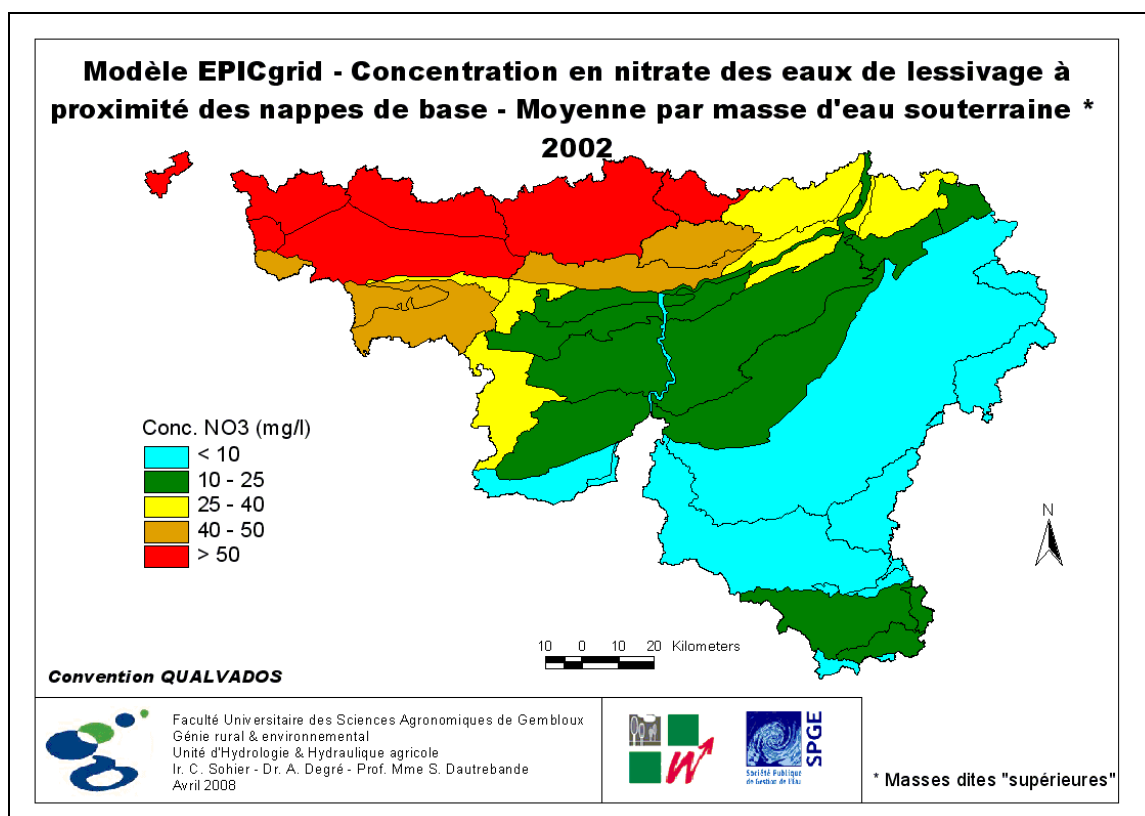 Modèle EPICgrid - Concentration en nitrate des eaux de lessivage à
proximité des nappes de base - Moyenne par masse d'eau souterraine *
2002
Conc. NO3 (mg/l)
< 10
10 - 25
25 - 40
40 - 50
> 50
N
10 0 10 20 Kilometers
Convention QUALVADOS
Faculté Universitaire des Sciences Agronomiques de Gembloux
Génie rural & environnemental
Unité d'Hydrologie & Hydraulique agricole
Ir. C. Sohier - Dr. A. Degré - Prof. Mme S. Dautrebande
Avril 2008
W
SPGE
Société Publique
de Gestion de l'Eau
* Masses dites "supérieures"